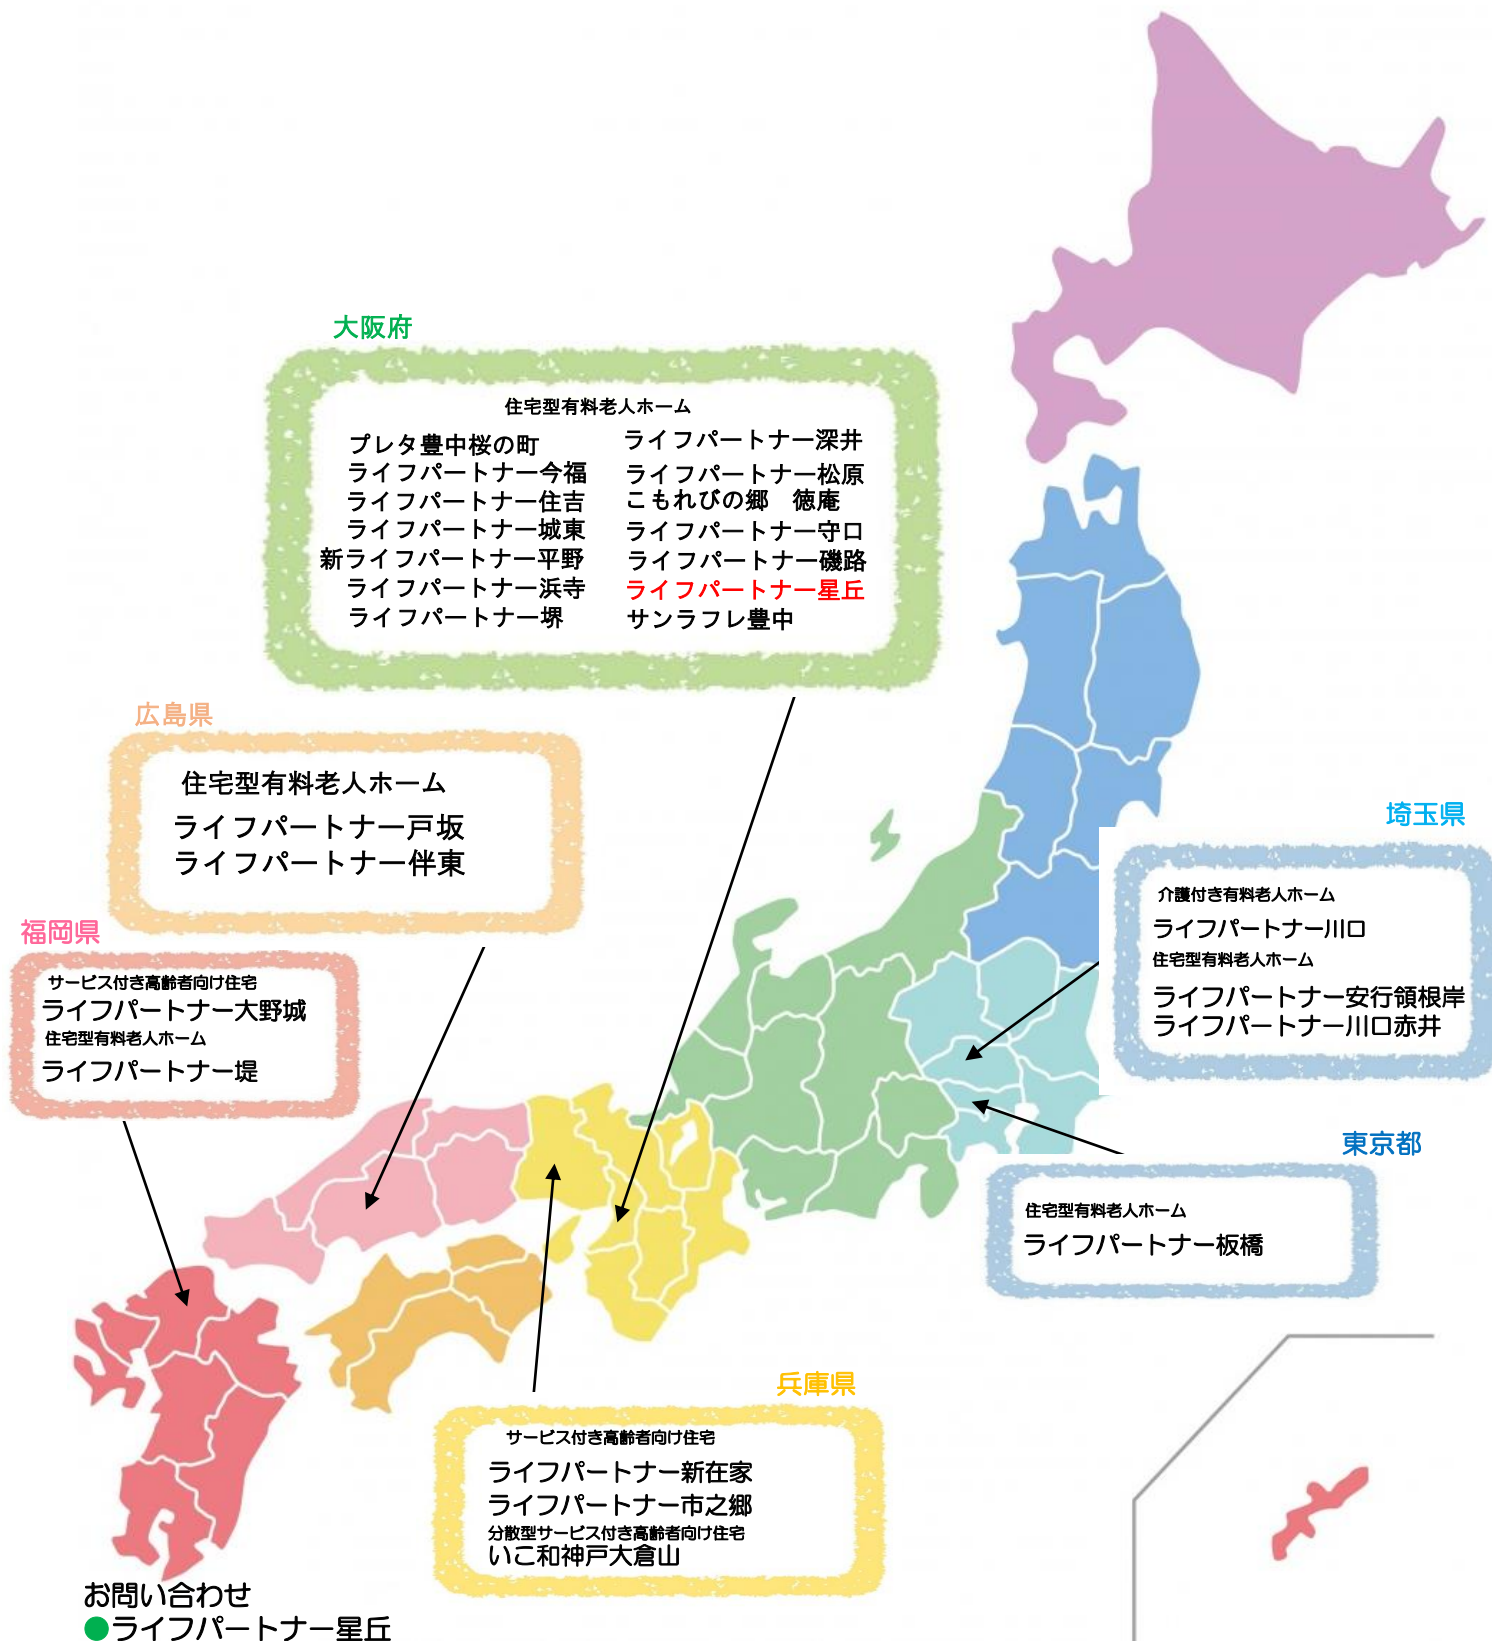 大阪府
住宅型有料老人ホーム
プレタ豊中桜の町
ライフパートナー今福
ライフパートナー住吉
ライフパートナー城東
新ライフパートナー平野
ライフパートナー浜寺
ライフパートナー堺
ライフパートナー深井
ライフパートナー松原
こもれびの郷　徳庵
ライフパートナー守口
ライフパートナー磯路
ライフパートナー星丘
サンラフレ豊中
広島県
住宅型有料老人ホーム
ライフパートナー戸坂
ライフパートナー伴東
福岡県
サービス付き高齢者向け住宅
ライフパートナー大野城
住宅型有料老人ホーム
ライフパートナー堤
埼玉県
介護付き有料老人ホーム
ライフパートナー川口
住宅型有料老人ホーム
ライフパートナー安行領根岸
ライフパートナー川口赤井
東京都
住宅型有料老人ホーム
ライフパートナー板橋
兵庫県
サービス付き高齢者向け住宅
ライフパートナー新在家
ライフパートナー市之郷
分散型サービス付き高齢者向け住宅
いこ和神戸大倉山
お問い合わせ
●ライフパートナー星丘